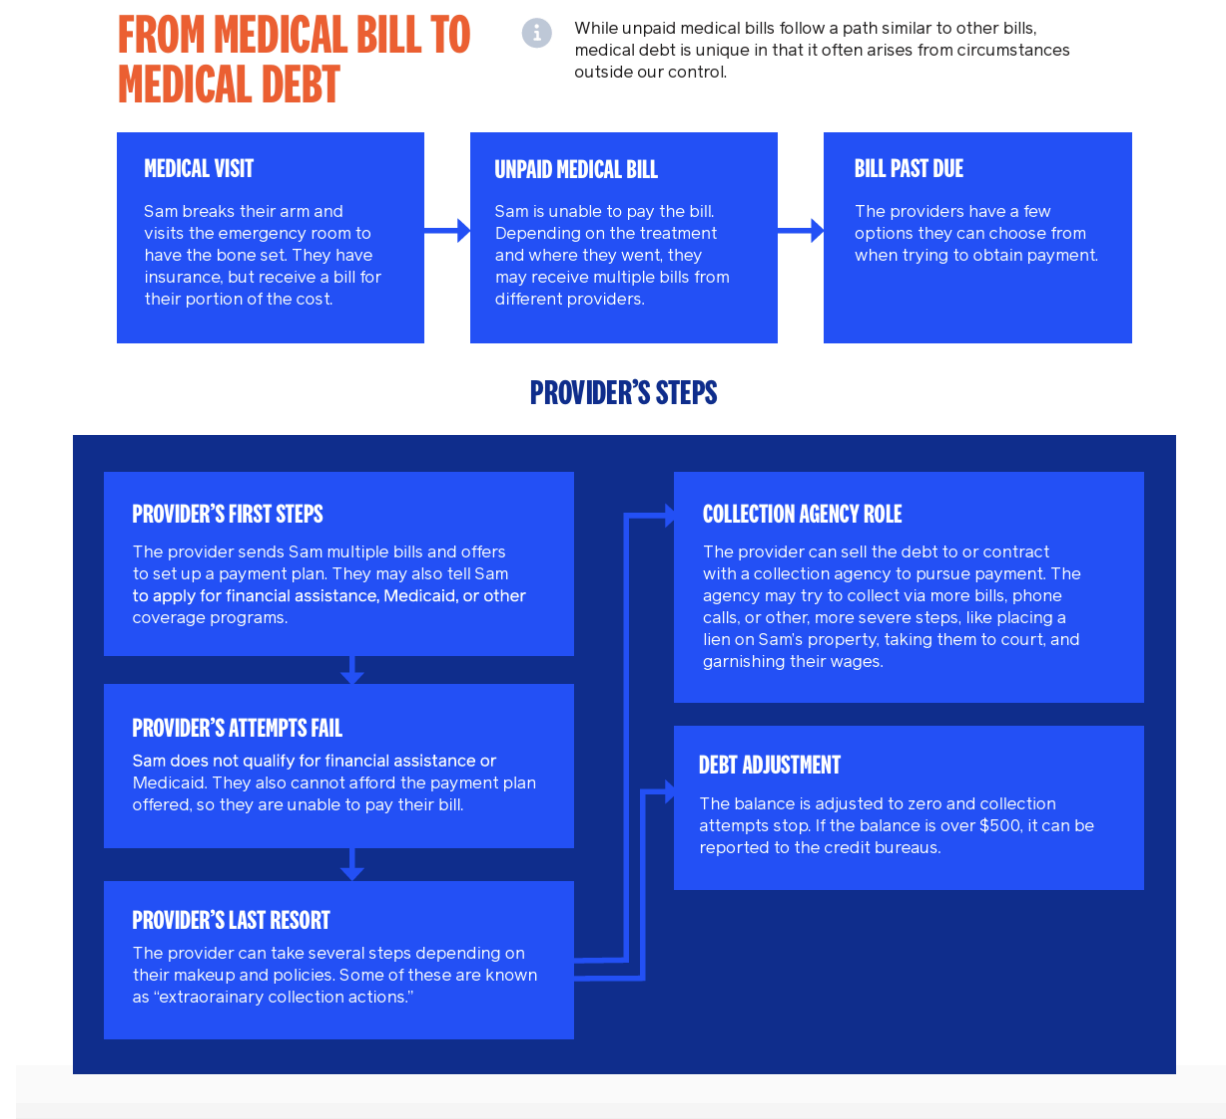 FROM MEDICAL BILL TO
MEDICAL DEBT
While unpaid medical bills follow a path similar to other bills,
medical debt is unique in that it often arises from circumstances
outside our control.
MEDICAL VISIT
Sam breaks their arm and
visits the emergency room to
have the bone set. They have
insurance, but receive a bill for
their portion of the cost.
UNPAID MEDICAL BILL
Sam is unable to pay the bill.
Depending on the treatment
and where they went, they
may receive multiple bills from
different providers.
BILL PAST DUE
The providers have a few
options they can choose from
when trying to obtain payment.
PROVIDER’S STEPS
PROVIDER’S FIRST STEPS
The provider sends Sam multiple bills and offers
to set up a payment plan. They may also tell Sam
to apply for financial assistance, Medicaid, or other
coverage programs.
PROVIDER’S ATTEMPTS FAIL
Sam does not qualify for financial assistance or
Medicaid. They also cannot afford the payment plan
offered, so they are unable to pay their bill.
PROVIDER’S LAST RESORT
The provider can take several steps depending on
their makeup and policies. Some of these are known
as “extraorainary collection actions.”
COLLECTION AGENCY ROLE
The provider can sell the debt to or contract
with a collection agency to pursue payment. The
agency may try to collect via more bills, phone
calls, or other, more severe steps, like placing a
lien on Sam’s property, taking them to court, and
garnishing their wages.
DEBT ADJUSTMENT
The balance is adjusted to zero and collection
attempts stop. If the balance is over $500, it can be
reported to the credit bureaus.